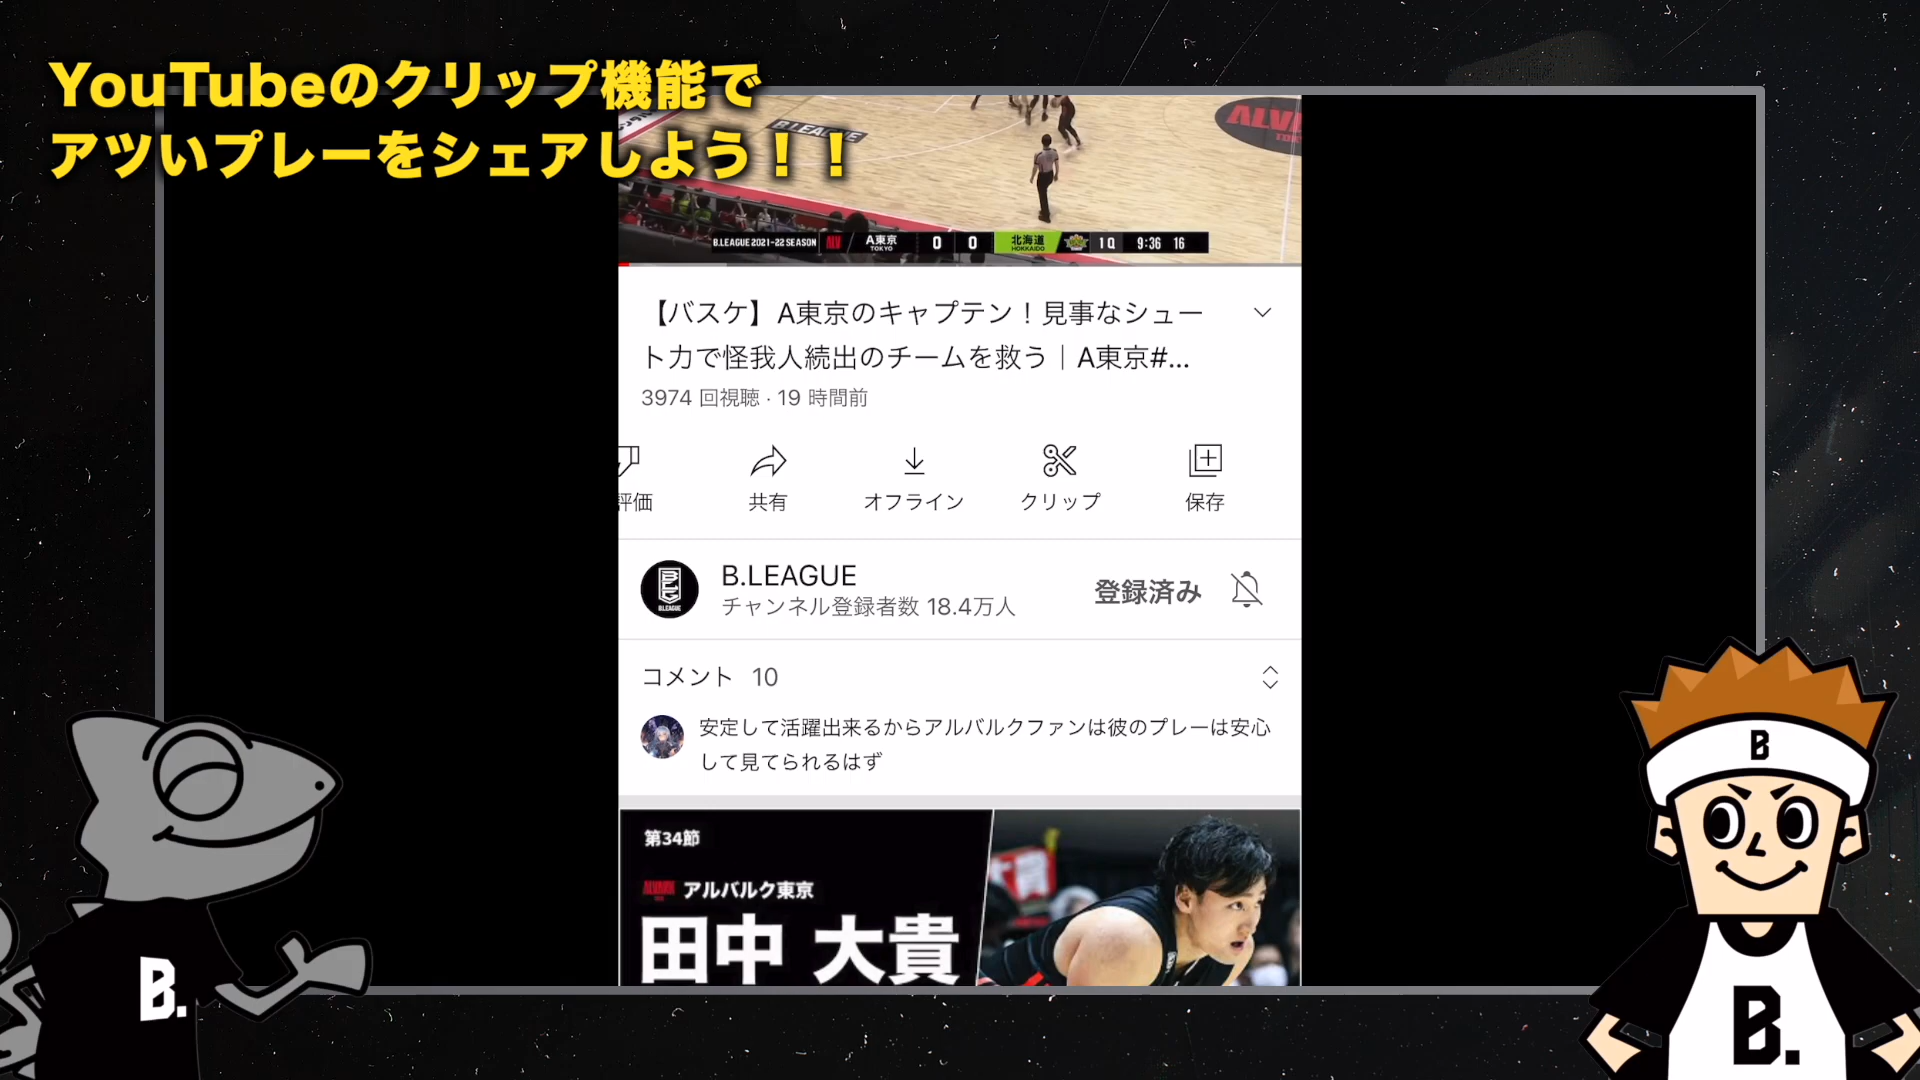 YouTubeのクリップ機能で
アツいプレーをシェアしよう！！
B.LEAGUE
ALV
B.LEAGUE 2021-22 SEASON ALV A東京 TOKYO 0 0 北海道 HOKKAIDO 1Q 9:36 16
【バスケ】A東京のキャプテン！見事なシュー
ト力で怪我人続出のチームを救う｜A東京#...
3974 回視聴 · 19 時間前
評価 共有 オフライン クリップ 保存
B.LEAGUE
チャンネル登録者数 18.4万人
登録済み
コメント 10
安定して活躍出来るからアルバルクファンは彼のプレーは安心
して見てられるはず
第34節
ALVARK アルバルク東京
田中 大貴
B.
B
B.